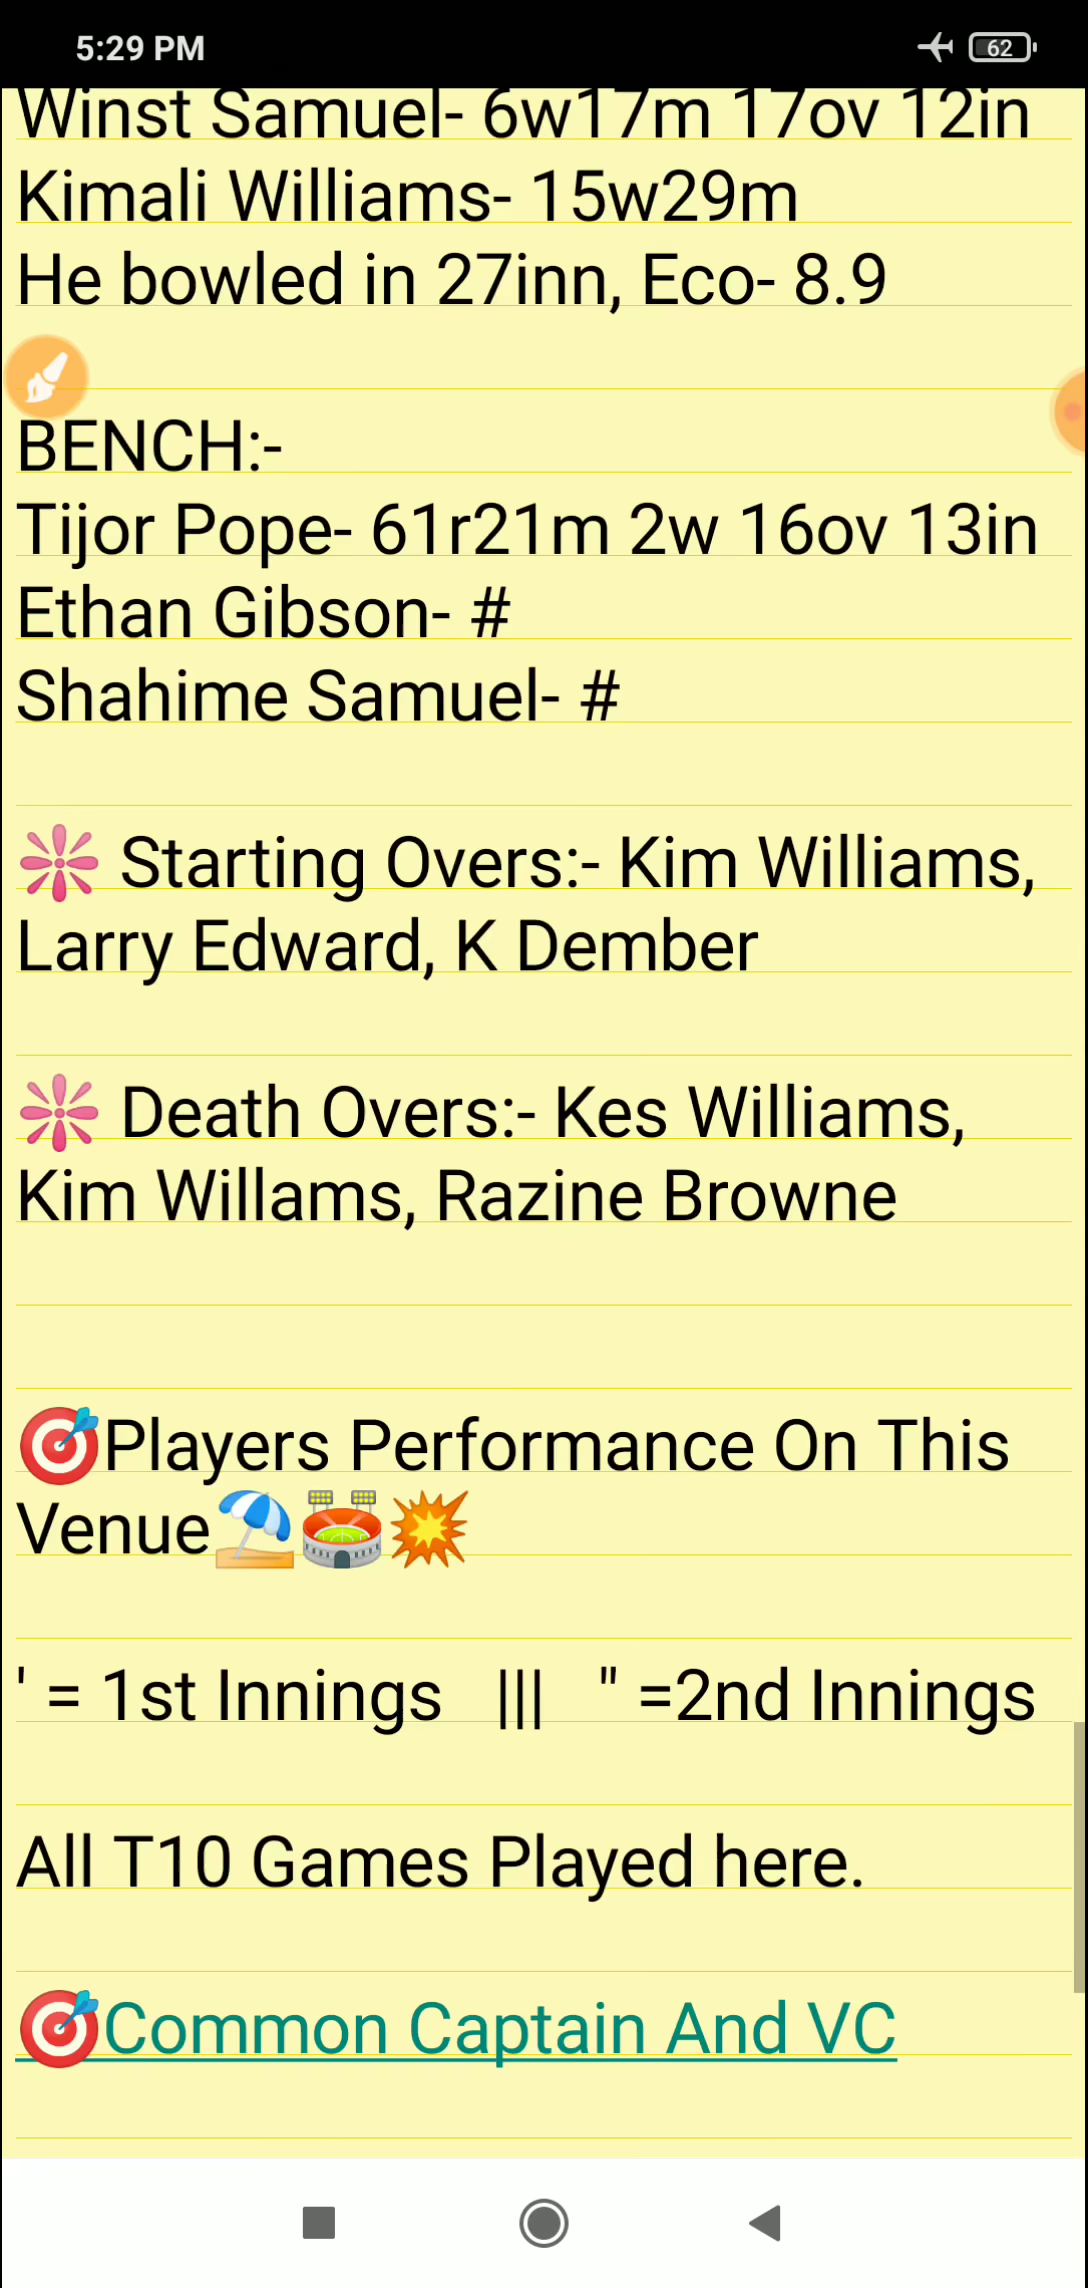 5:29 PM
62
Winst Samuel- 6w17m 17ov 12in
Kimali Williams- 15w29m
He bowled in 27inn, Eco- 8.9
BENCH:-
Tijor Pope- 61r21m 2w 16ov 13in
Ethan Gibson- #
Shahime Samuel- #
Starting Overs:- Kim Williams,
Larry Edward, K Dember
Death Overs:- Kes Williams,
Kim Willams, Razine Browne
🎯Players Performance On This
Venue⛱🏟💥
' = 1st Innings ||| " =2nd Innings
All T10 Games Played here.
🎯Common Captain And VC